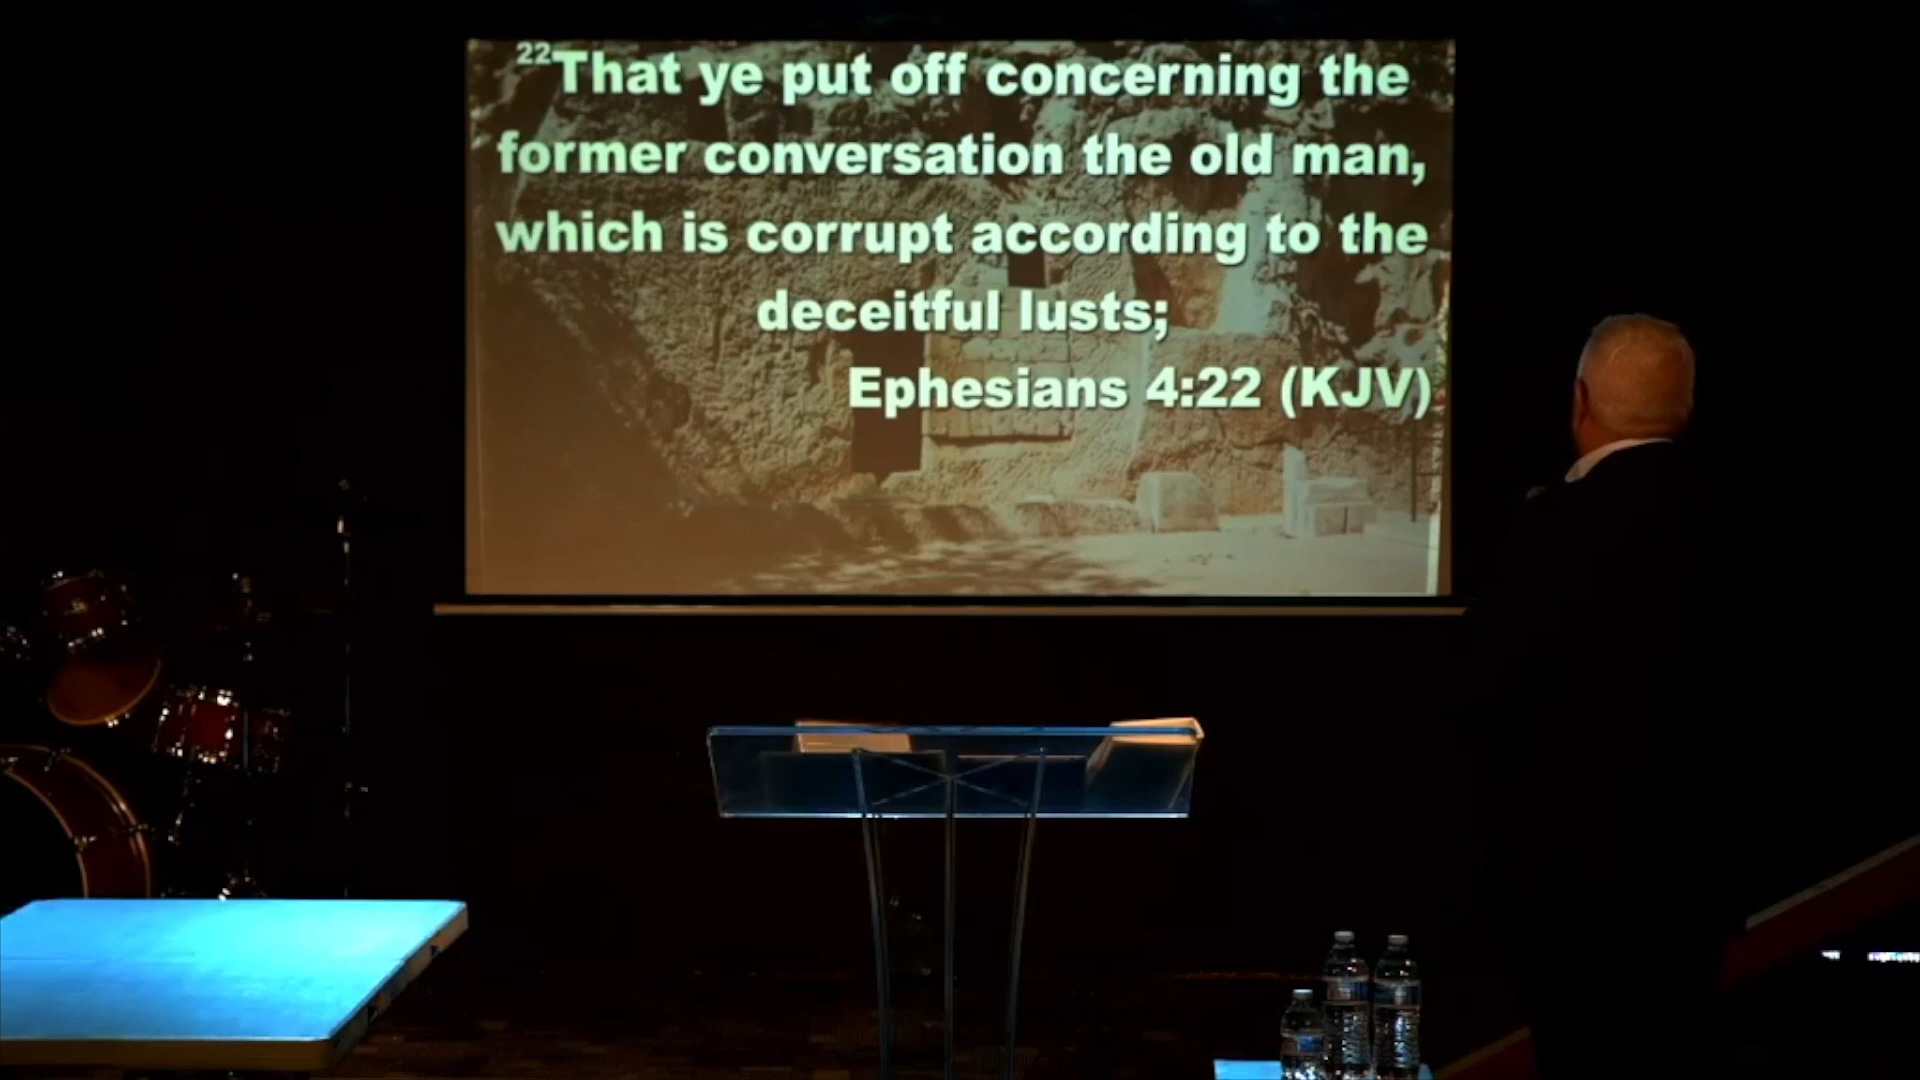 22That ye put off concerning the
former conversation the old man,
which is corrupt according to the
deceitful lusts;
Ephesians 4:22 (KJV)